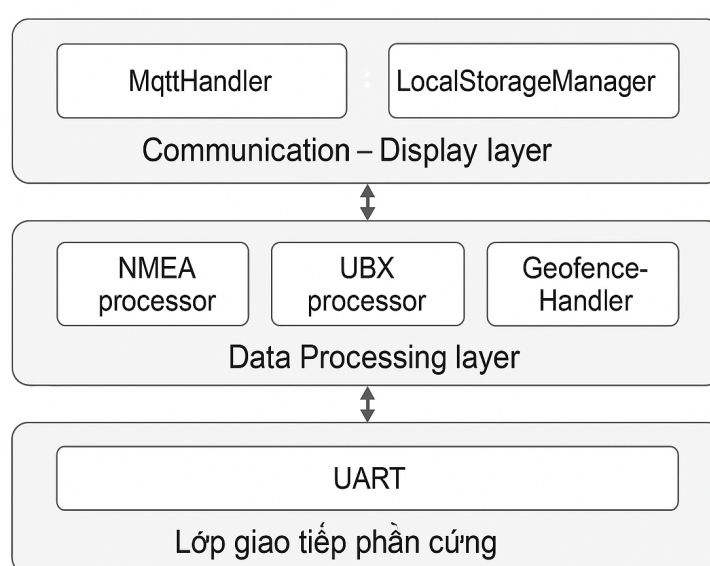 MqttHandler
LocalStorageManager
Communication – Display layer
NMEA
processor
UBX
processor
Geofence-
Handler
Data Processing layer
UART
Lớp giao tiếp phần cứng